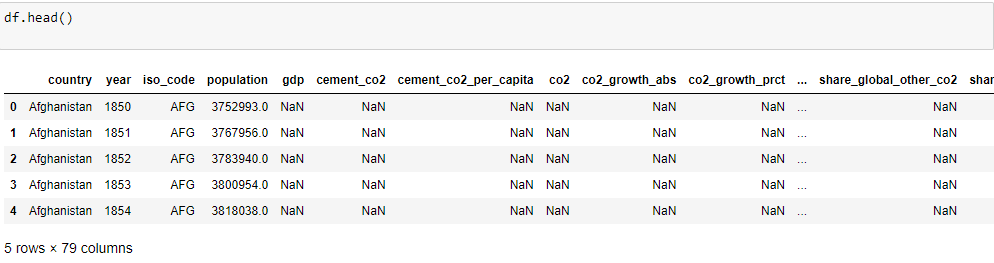 df.head()
country year iso_code population gdp cement_co2 cement_co2_per_capita co2 co2_growth_abs co2_growth_prct ... share_global_other_co2 shar
0 Afghanistan 1850 AFG 3752993.0 NaN NaN NaN NaN NaN NaN ... NaN
1 Afghanistan 1851 AFG 3767956.0 NaN NaN NaN NaN NaN NaN ... NaN
2 Afghanistan 1852 AFG 3783940.0 NaN NaN NaN NaN NaN NaN ... NaN
3 Afghanistan 1853 AFG 3800954.0 NaN NaN NaN NaN NaN NaN ... NaN
4 Afghanistan 1854 AFG 3818038.0 NaN NaN NaN NaN NaN NaN ... NaN
5 rows × 79 columns